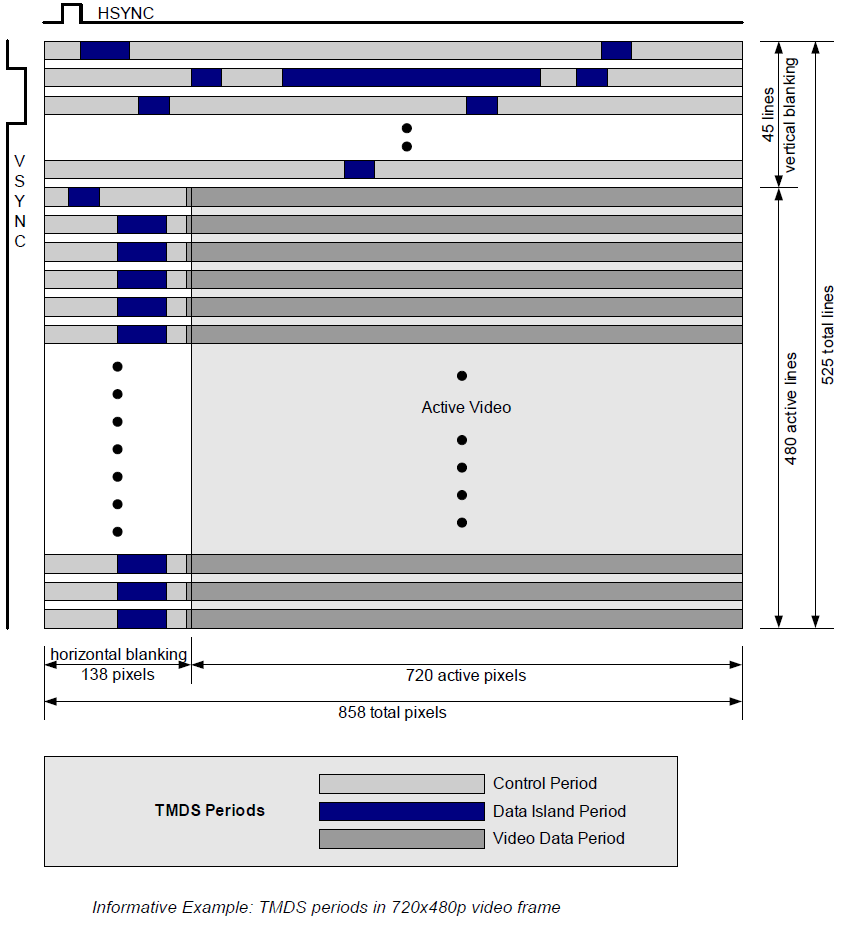 HSYNC
VSYNC
45 lines
vertical blanking
480 active lines
525 total lines
Active Video
horizontal blanking
138 pixels
720 active pixels
858 total pixels
TMDS Periods
Control Period
Data Island Period
Video Data Period
Informative Example: TMDS periods in 720x480p video frame